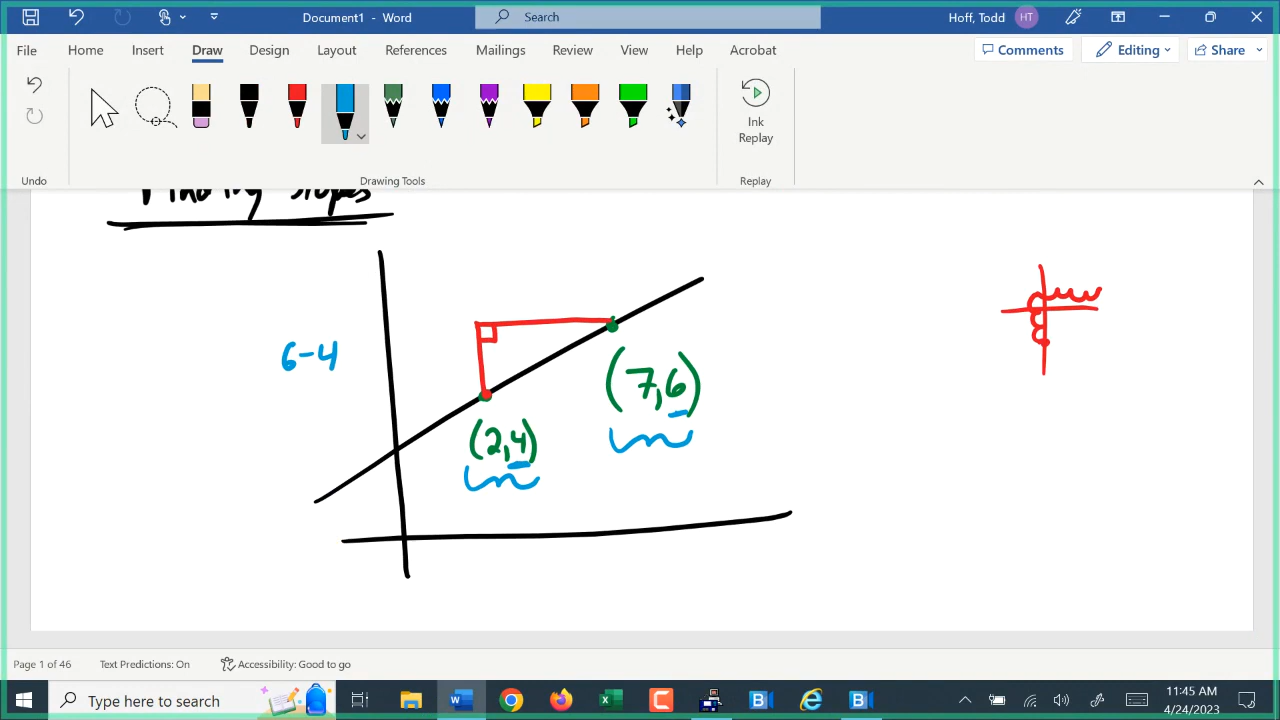 Document1 • Word
Search
Hoff, Todd
HT
File
Home
Insert
Draw
Design
Layout
References
Mailings
Review
View
Help
Acrobat
Comments
Editing
Share
Ink Replay
Undo
Drawing Tools
Replay
Finding slopes
6-4
(7,6)
(2,4)
Page 1 of 46
Text Predictions: On
Accessibility: Good to go
Type here to search
11:45 AM
4/24/2023